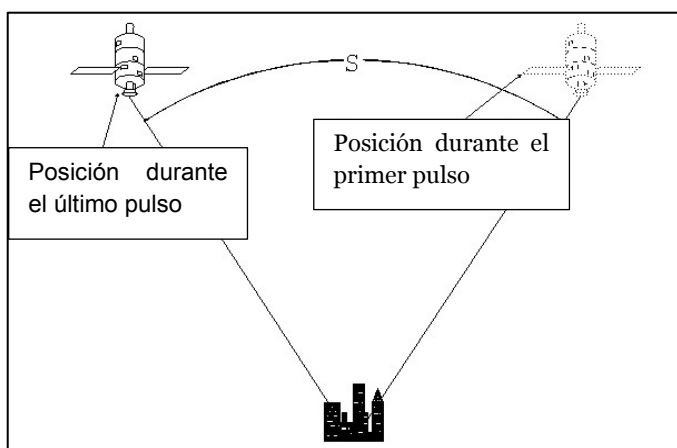 S
Posición durante el
primer pulso
Posición durante
el último pulso